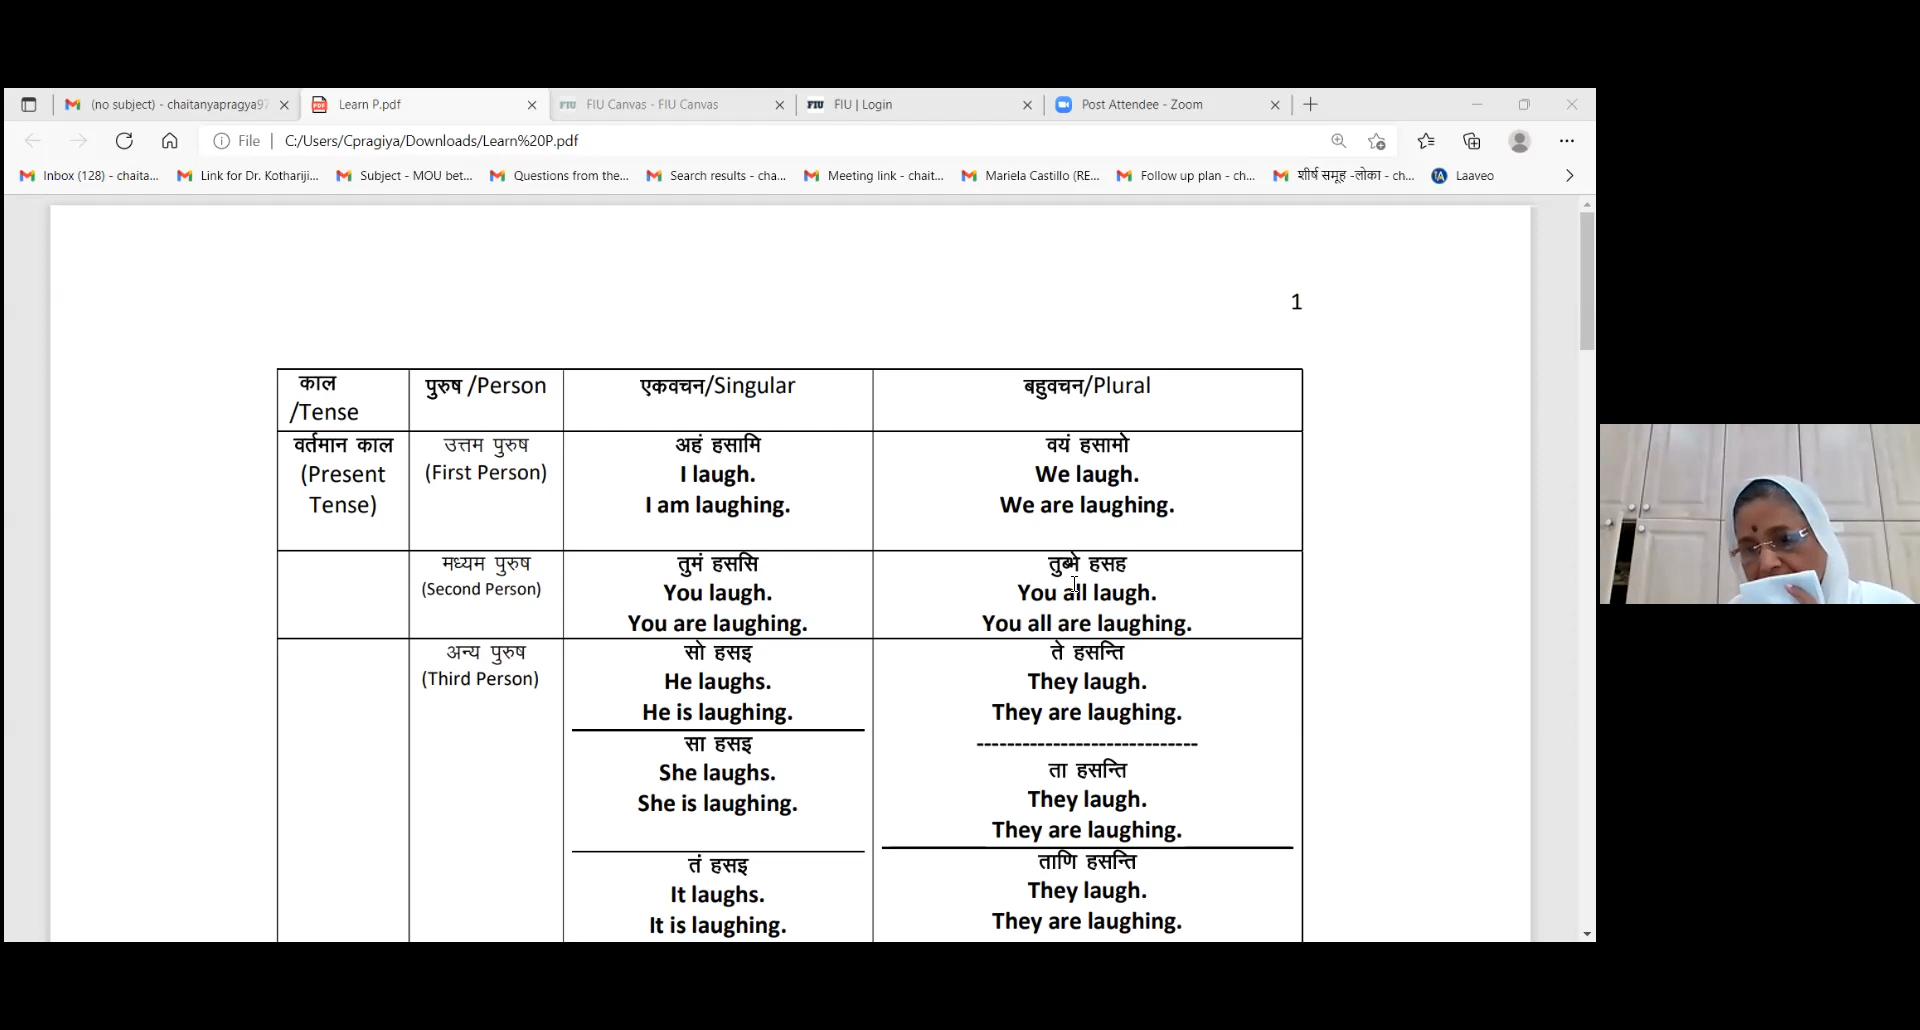 (no subject) - chaitanyapragya97
Learn P.pdf
FIU Canvas - FIU Canvas
FIU | Login
Post Attendee - Zoom
File | C:/Users/Cpragiya/Downloads/Learn%20P.pdf
Inbox (128) - chaita... Link for Dr. Kothariji... Subject - MOU bet... Questions from the... Search results - cha... Meeting link - chait... Mariela Castillo (RE... Follow up plan - ch... शीर्ष समूह -लोका - ch... Laaveo
1
काल
/Tense
पुरुष /Person
एकवचन/Singular
बहुवचन/Plural
वर्तमान काल
(Present
Tense)
उत्तम पुरुष
(First Person)
अहं हसामि
I laugh.
I am laughing.
वयं हसामो
We laugh.
We are laughing.
मध्यम पुरुष
(Second Person)
तुमं हससि
You laugh.
You are laughing.
तुब्भे हसह
You all laugh.
You all are laughing.
अन्य पुरुष
(Third Person)
सो हसइ
He laughs.
He is laughing.
सा हसइ
She laughs.
She is laughing.
तं हसइ
It laughs.
It is laughing.
ते हसन्ति
They laugh.
They are laughing.
-----------------------------
ता हसन्ति
They laugh.
They are laughing.
ताणि हसन्ति
They laugh.
They are laughing.